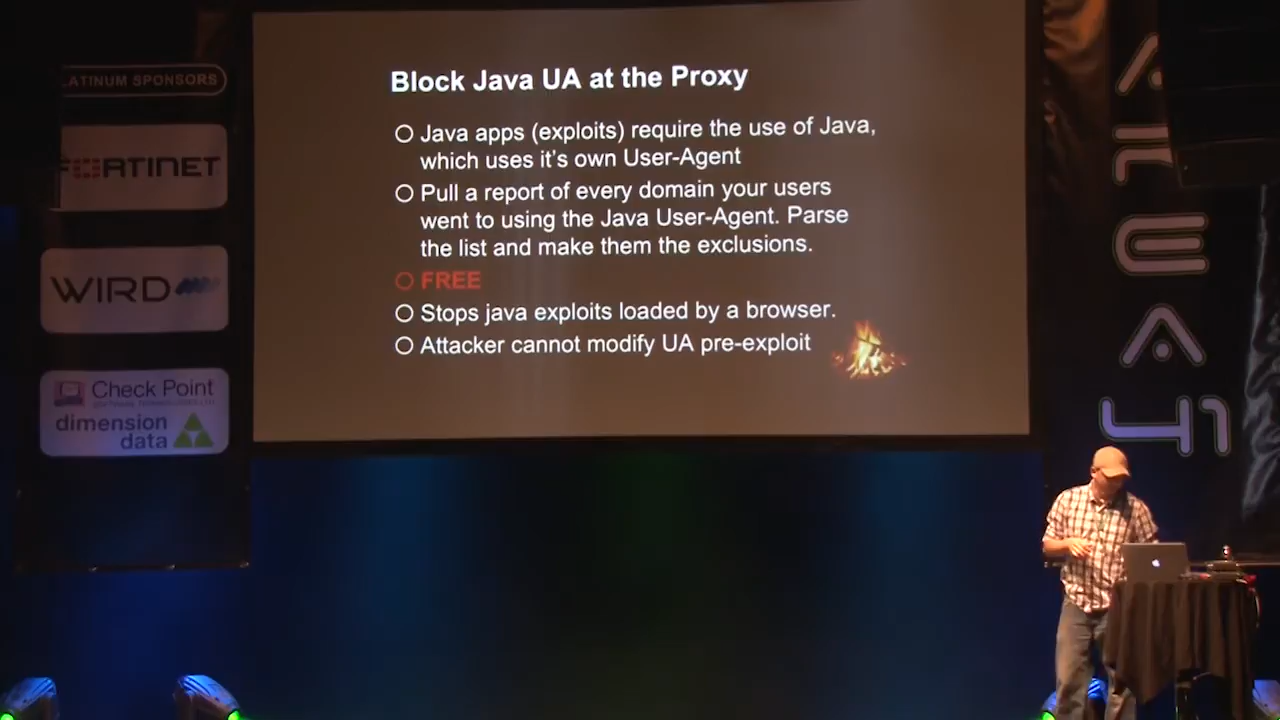 Block Java UA at the Proxy
Java apps (exploits) require the use of Java,
which uses it's own User-Agent
Pull a report of every domain your users
went to using the Java User-Agent. Parse
the list and make them the exclusions.
FREE
Stops java exploits loaded by a browser.
Attacker cannot modify UA pre-exploit
LATINUM SPONSORS
FORTINET
WIRD
Check Point
dimension
data
AREA
41